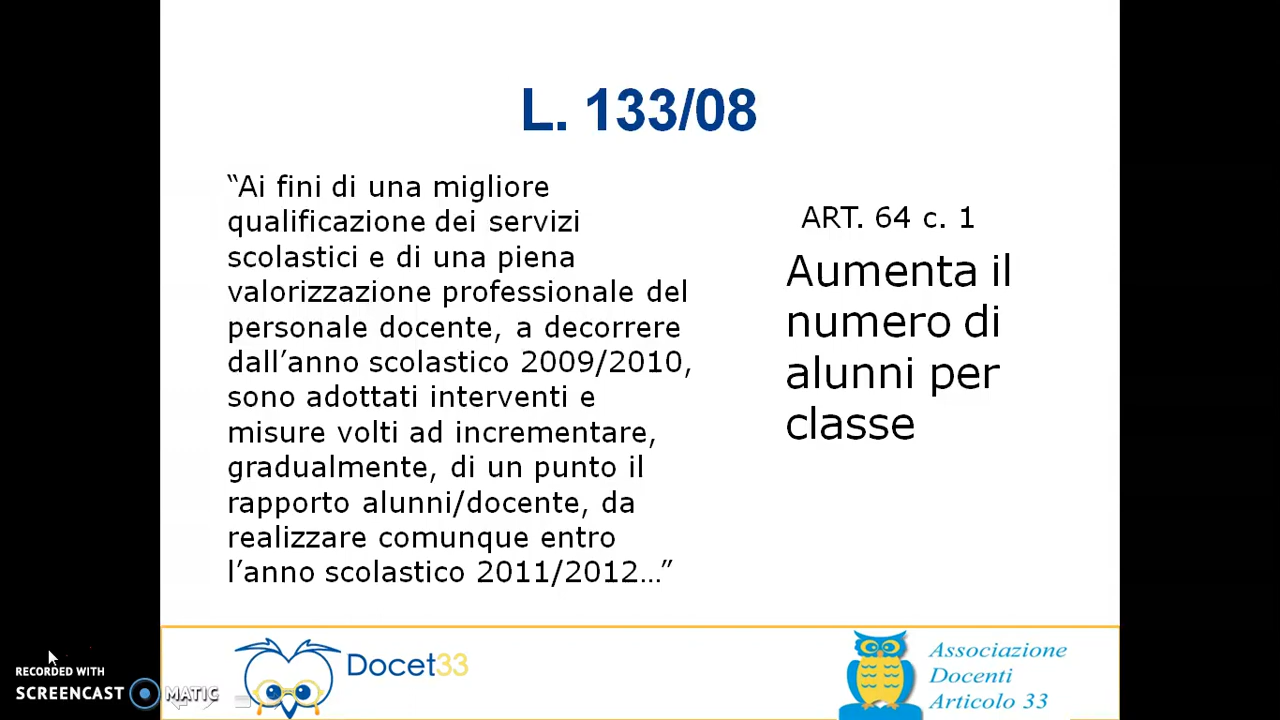 L. 133/08
“Ai fini di una migliore
qualificazione dei servizi
scolastici e di una piena
valorizzazione professionale del
personale docente, a decorrere
dall’anno scolastico 2009/2010,
sono adottati interventi e
misure volti ad incrementare,
gradualmente, di un punto il
rapporto alunni/docente, da
realizzare comunque entro
l’anno scolastico 2011/2012…”
ART. 64 c. 1
Aumenta il
numero di
alunni per
classe
Docet33
Associazione
Docenti
Articolo 33
RECORDED WITH
SCREENCAST MATIC